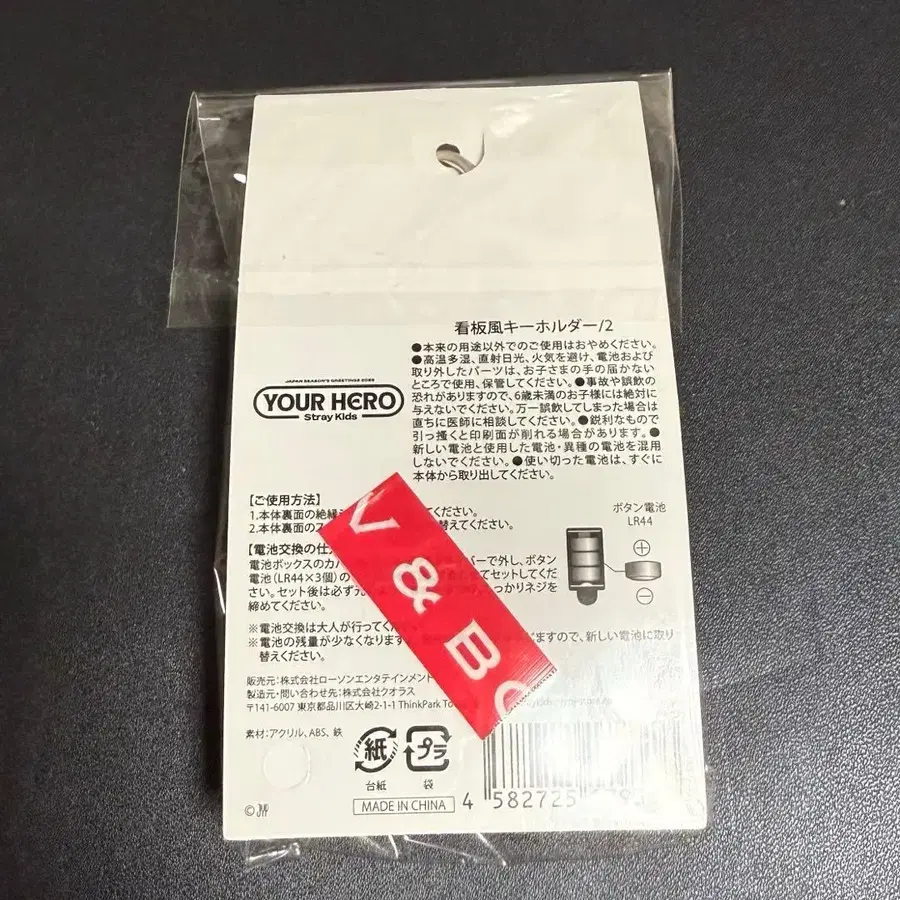 看板風キーホルダー/2
●本来の用途以外でのご使用はおやめください。
●高温多湿、直射日光、火気を避け、電池および
取り外したパーツは、お子さまの手の届かない
ところで使用、保管してください。●事故や誤飲の
恐れがありますので、6歳未満のお子様には絶対に
与えないでください。万一誤飲してしまった場合は
直ちに医師に相談してください。●鋭利なもので
引っ掻くと印刷面が削れる場合があります。●
新しい電池と使用した電池・異種の電池を混用
しないでください。●使い切った電池は、すぐに
本体から取り出してください。
JAPAN SEASON'S GREETINGS
YOUR HERO
Stray Kids
【ご使用方法】
1.本体裏面の絶縁 てください。
2.本体裏面のス 替えてください。
ボタン電池
LR44
【電池交換の仕
電池ボックスのカ バーで外し、ボタン
電池(LR44×3個)の してセットしてくだ
さい。セット後は必ず元 っかりネジを
締めてください。
※電池交換は大人が行ってくだ
※電池の残量が少なくなります じますので、新しい電池に取り
替えください。
販売元:株式会社ローソンエンタテインメント
製造元・問い合わせ先:株式会社クオラス
〒141-6007 東京都品川区大崎2-1-1 ThinkPark To
素材:アクリル、ABS、鉄
紙
台紙
プラ
袋
MADE IN CHINA
4 582725
© JYP
V & B